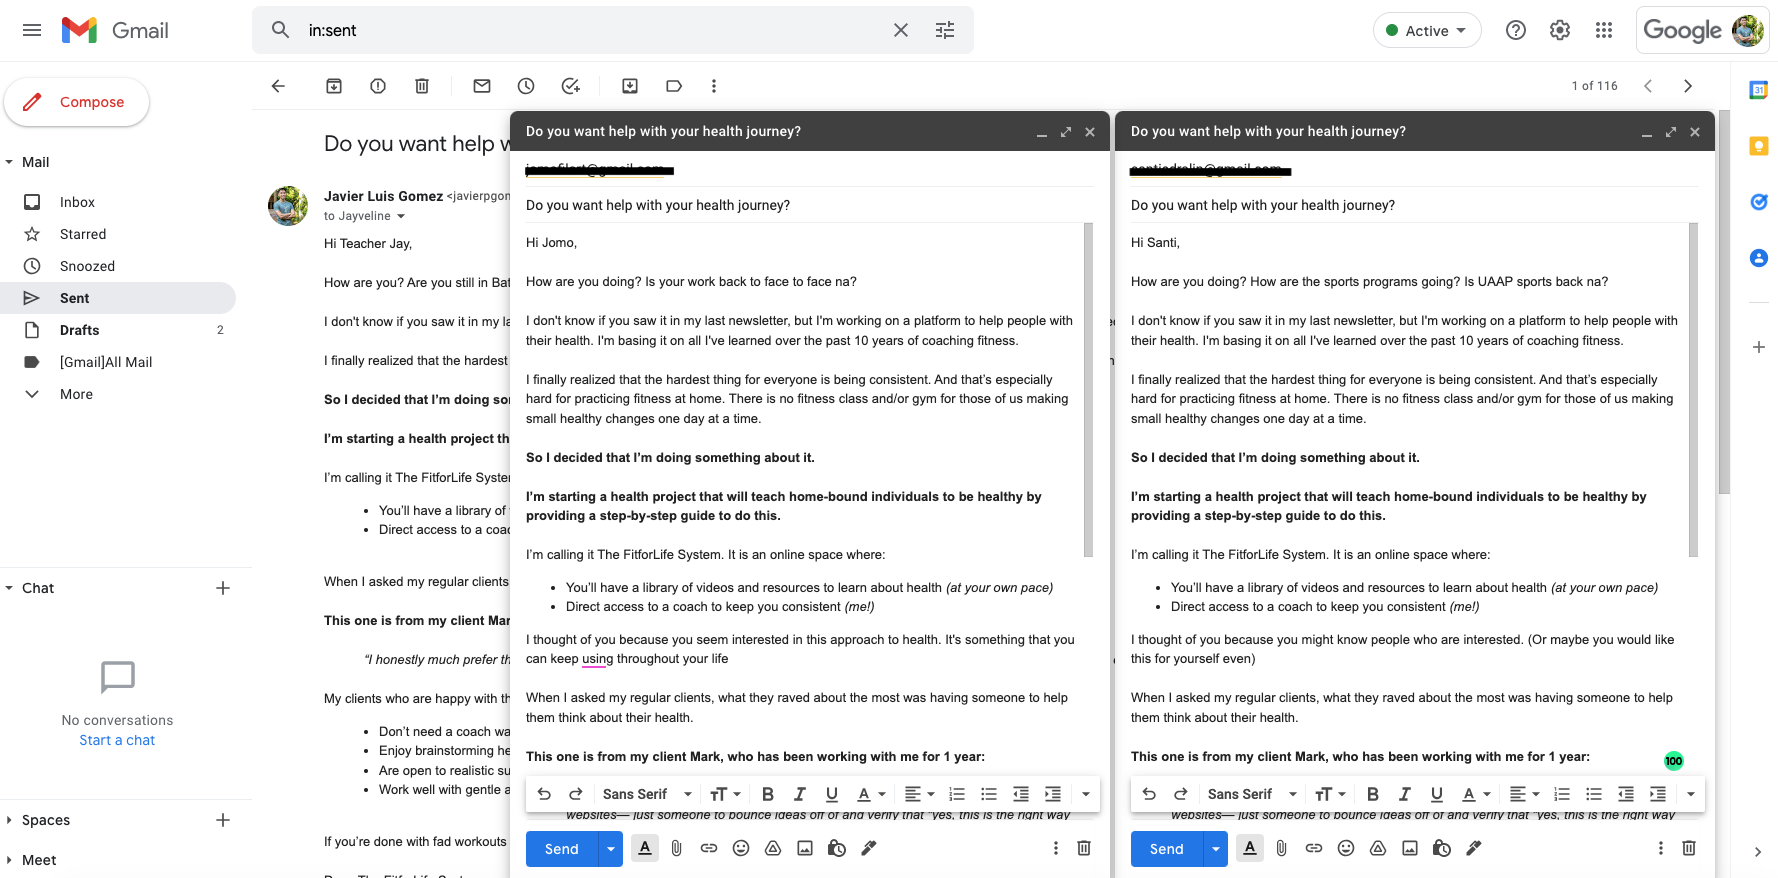 Gmail
in:sent
Active
Google
Compose
1 of 116
31
Mail
Inbox
Starred
Snoozed
Sent
Drafts 2
[Gmail]All Mail
More
Chat
No conversations
Start a chat
Spaces
Meet
Do you want help w
Javier Luis Gomez <javierpgon
to Jayveline
Hi Teacher Jay,
How are you? Are you still in Bat
I don't know if you saw it in my la
I finally realized that the hardest
So I decided that I'm doing so
I'm starting a health project th
I'm calling it The FitforLife Syste
You'll have a library of
Direct access to a coac
When I asked my regular clients
This one is from my client Mar
"I honestly much prefer th
My clients who are happy with th
Don't need a coach wa
Enjoy brainstorming he
Are open to realistic su
Work well with gentle a
If you're done with fad workouts
Do you want help with your health journey?
Do you want help with your health journey?
Hi Jomo,
How are you doing? Is your work back to face to face na?
I don't know if you saw it in my last newsletter, but I'm working on a platform to help people with
their health. I'm basing it on all I've learned over the past 10 years of coaching fitness.
I finally realized that the hardest thing for everyone is being consistent. And that's especially
hard for practicing fitness at home. There is no fitness class and/or gym for those of us making
small healthy changes one day at a time.
So I decided that I'm doing something about it.
I'm starting a health project that will teach home-bound individuals to be healthy by
providing a step-by-step guide to do this.
I'm calling it The FitforLife System. It is an online space where:
You'll have a library of videos and resources to learn about health (at your own pace)
Direct access to a coach to keep you consistent (me!)
I thought of you because you seem interested in this approach to health. It's something that you
can keep using throughout your life
When I asked my regular clients, what they raved about the most was having someone to help
them think about their health.
This one is from my client Mark, who has been working with me for 1 year:
Sans Serif
websites— just someone to bounce ideas off of and verify that "yes, this is the right way
Send
Do you want help with your health journey?
Do you want help with your health journey?
Hi Santi,
How are you doing? How are the sports programs going? Is UAAP sports back na?
I don't know if you saw it in my last newsletter, but I'm working on a platform to help people with
their health. I'm basing it on all I've learned over the past 10 years of coaching fitness.
I finally realized that the hardest thing for everyone is being consistent. And that's especially
hard for practicing fitness at home. There is no fitness class and/or gym for those of us making
small healthy changes one day at a time.
So I decided that I'm doing something about it.
I'm starting a health project that will teach home-bound individuals to be healthy by
providing a step-by-step guide to do this.
I'm calling it The FitforLife System. It is an online space where:
You'll have a library of videos and resources to learn about health (at your own pace)
Direct access to a coach to keep you consistent (me!)
I thought of you because you might know people who are interested. (Or maybe you would like
this for yourself even)
When I asked my regular clients, what they raved about the most was having someone to help
them think about their health.
This one is from my client Mark, who has been working with me for 1 year:
100
Sans Serif
websites— just someone to bounce ideas off of and verify that "yes, this is the right way
Send